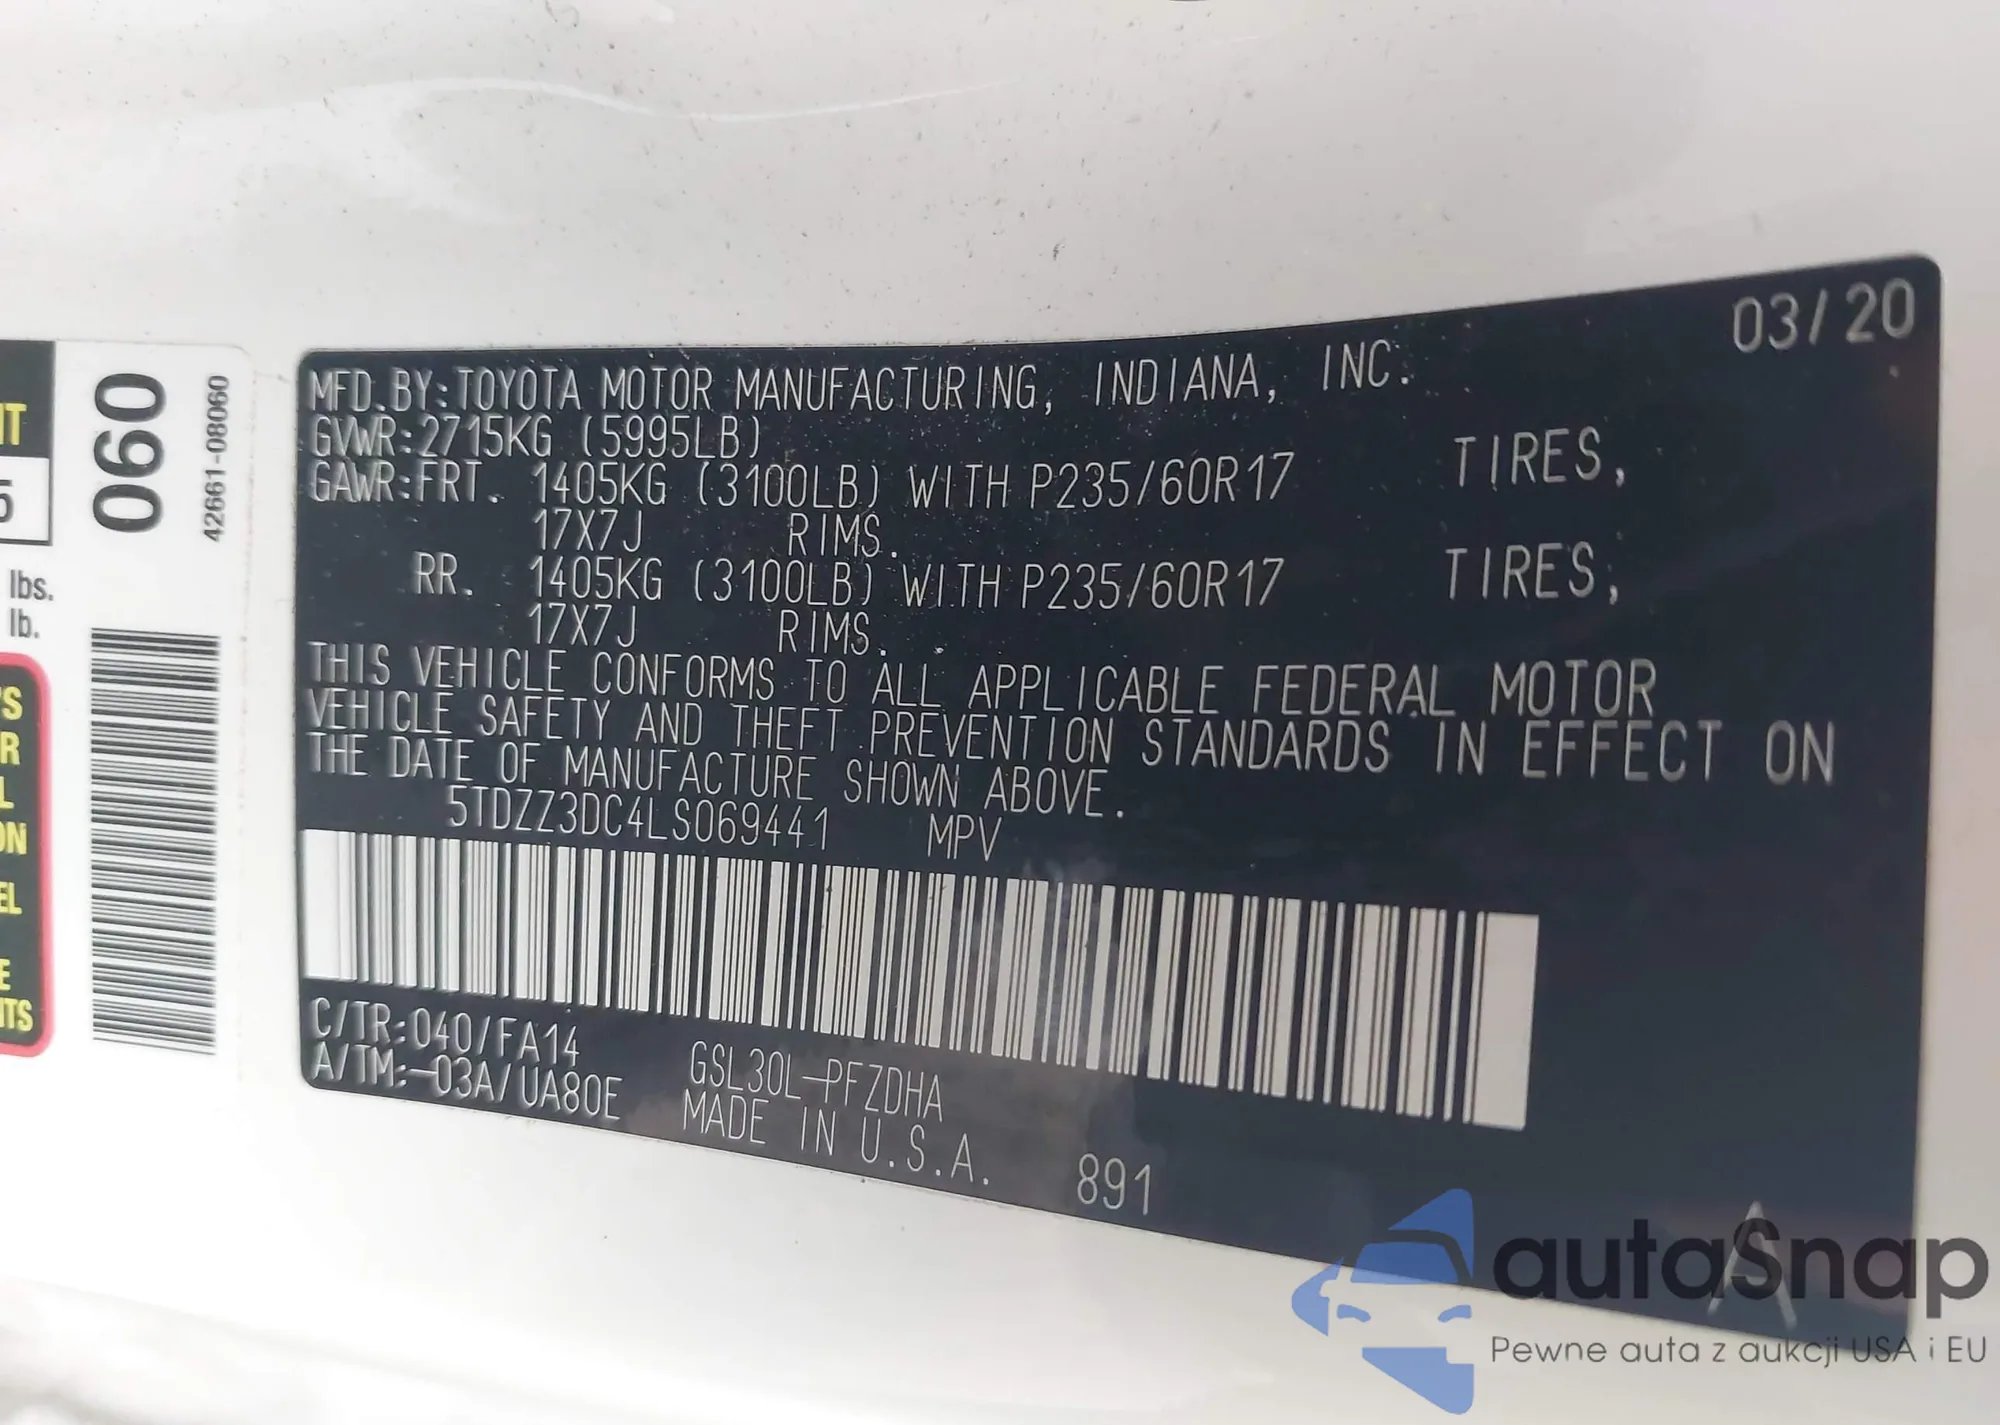 03/20
MFD.BY:TOYOTA MOTOR MANUFACTURING, INDIANA, INC.
GVWR:2715KG (5995LB)
GAWR:FRT. 1405KG (3100LB) WITH P235/60R17 TIRES,
17X7J RIMS.
RR. 1405KG (3100LB) WITH P235/60R17 TIRES,
17X7J RIMS.
THIS VEHICLE CONFORMS TO ALL APPLICABLE FEDERAL MOTOR
VEHICLE SAFETY AND THEFT PREVENTION STANDARDS IN EFFECT ON
THE DATE OF MANUFACTURE SHOWN ABOVE.
5TDZZ3DC4LS069441 MPV
C/TR:040/FA14
A/TM:-03A/UA80E
GSL30L-PFZDHA
MADE IN U.S.A.
891
A
060
42661-08060
5
lbs.
lb.
autaSnap
Pewne auta z aukcji USA i EU